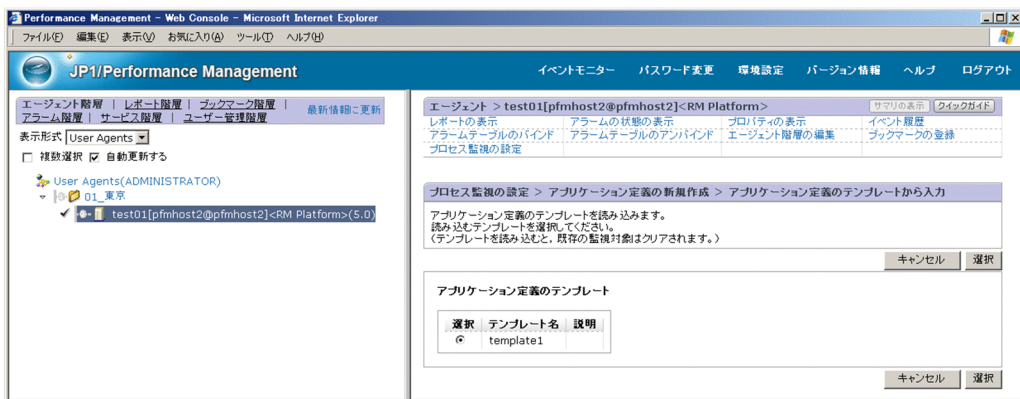 Performance Management - Web Console - Microsoft Internet Explorer
ファイル(F) 編集(E) 表示(V) お気に入り(A) ツール(T) ヘルプ(H)
JP1/Performance Management
イベントモニター パスワード変更 環境設定 バージョン情報 ヘルプ ログアウト
エージェント階層 | レポート階層 | ブックマーク階層 |
アラーム階層 | サービス階層 | ユーザー管理階層
最新情報に更新
表示形式 User Agents
複数選択 自動更新する
User Agents(ADMINISTRATOR)
01_東京
test01[pfmhost2@pfmhost2]<RM Platform>(5.0)
エージェント > test01[pfmhost2@pfmhost2]<RM Platform>
サマリの表示 クイックガイド
レポートの表示 アラームの状態の表示 プロパティの表示 イベント履歴
アラームテーブルのバインド アラームテーブルのアンバインド エージェント階層の編集 ブックマークの登録
プロセス監視の設定
プロセス監視の設定 > アプリケーション定義の新規作成 > アプリケーション定義のテンプレートから入力
アプリケーション定義のテンプレートを読み込みます。
読み込むテンプレートを選択してください。
(テンプレートを読み込むと,既存の監視対象はクリアされます。)
キャンセル 選択
アプリケーション定義のテンプレート
選択 テンプレート名 説明
template1
キャンセル 選択